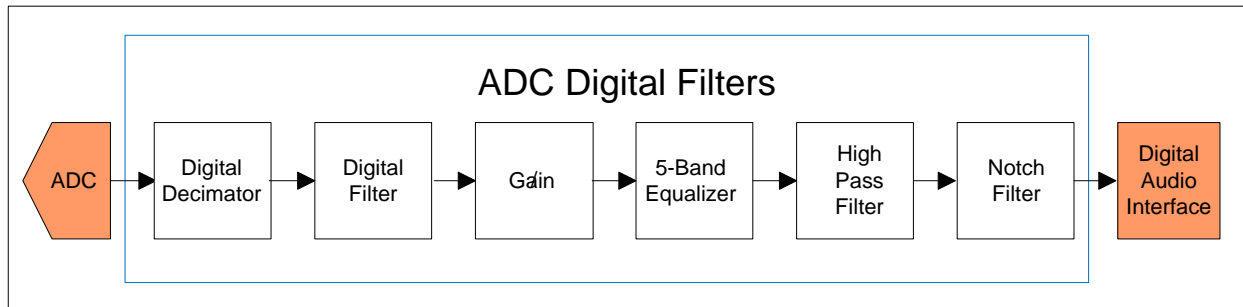 ADC Digital Filters
ADC
Digital
Decimator
Digital
Filter
Gain
5-Band
Equalizer
High
Pass
Filter
Notch
Filter
Digital
Audio
Interface